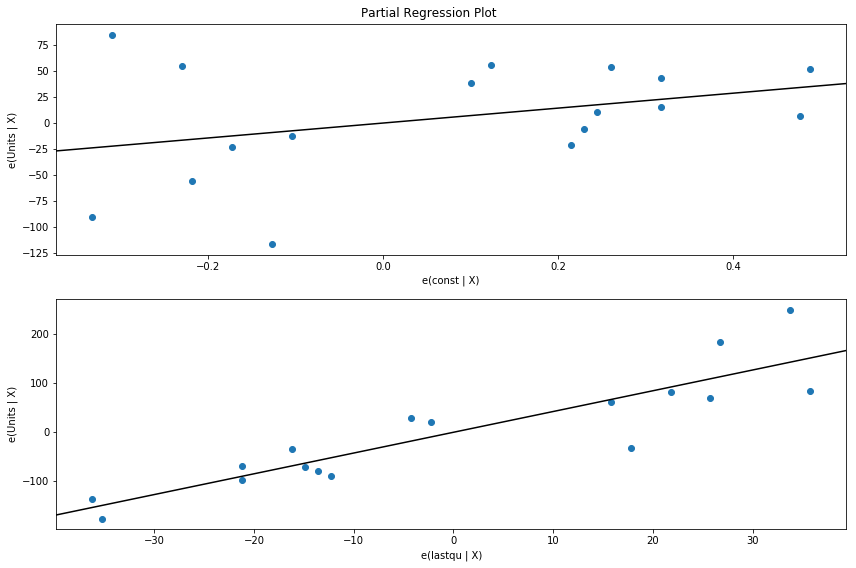 Partial Regression Plot
75
50
25
0
−25
−50
−75
−100
−125
e(Units | X)
−0.2 0.0 0.2 0.4
e(const | X)
200
100
0
−100
e(Units | X)
−30 −20 −10 0 10 20 30
e(lastqu | X)